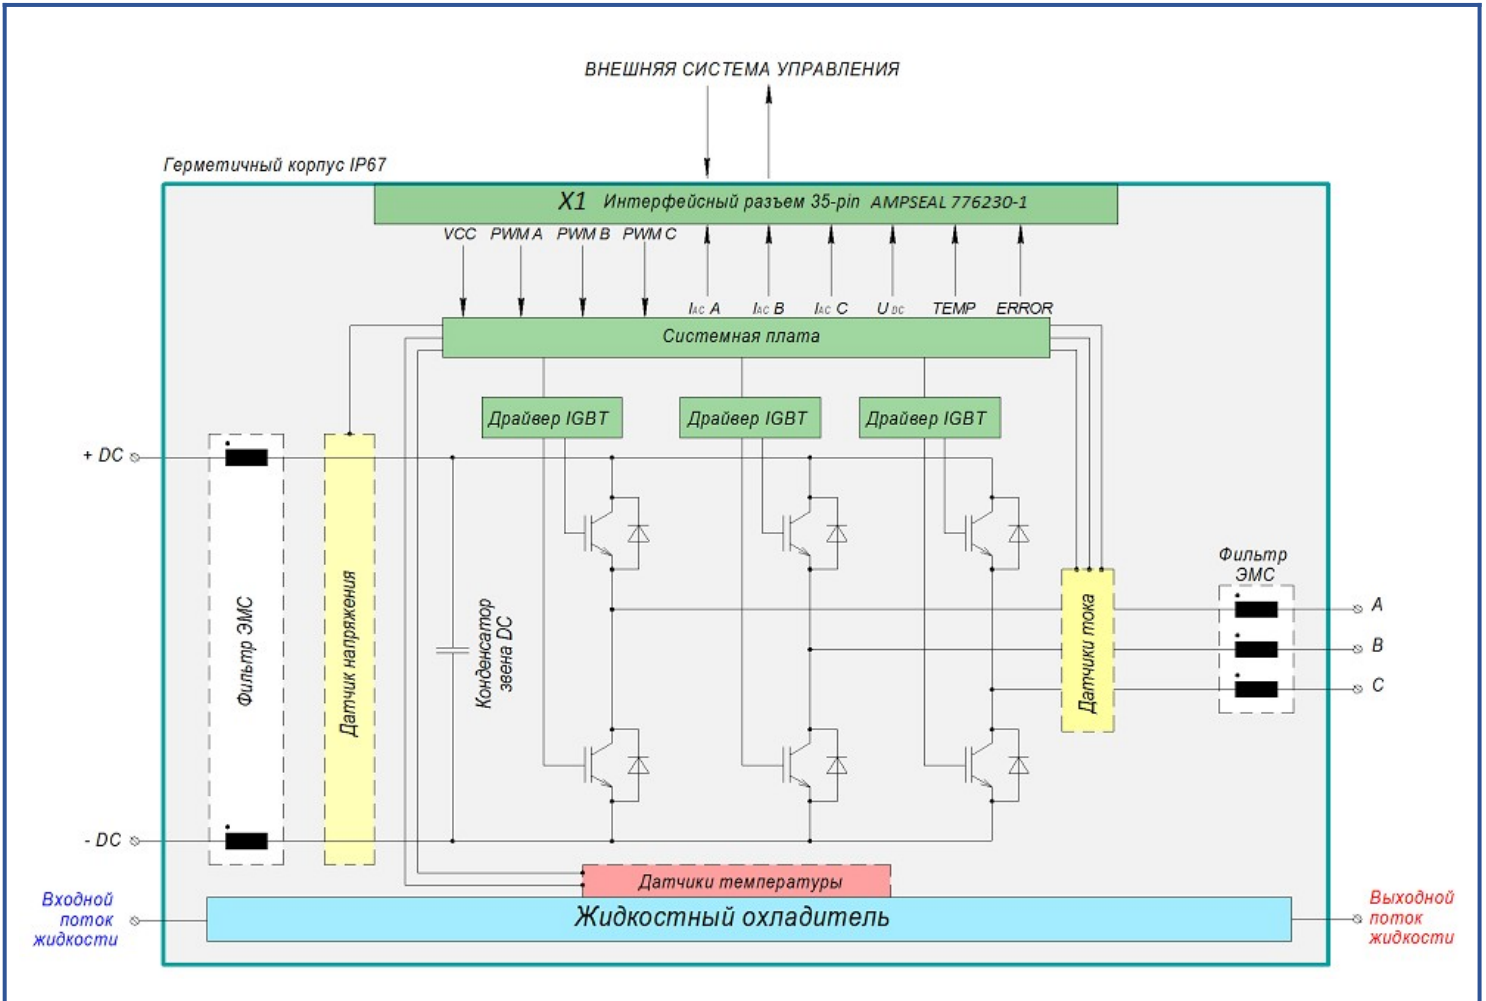 ВНЕШНЯЯ СИСТЕМА УПРАВЛЕНИЯ
Герметичный корпус IP67
X1 Интерфейсный разъем 35-pin AMPSEAL 776230-1
VCC PWM A PWM B PWM C
IAC A IAC B IAC C U DC TEMP ERROR
Системная плата
Драйвер IGBT Драйвер IGBT Драйвер IGBT
+ DC
Фильтр ЭМС
Датчик напряжения
Конденсатор
звена DC
Датчики тока
Фильтр
ЭМС
A
B
C
- DC
Датчики температуры
Жидкостный охладитель
Входной
поток
жидкости
Выходной
поток
жидкости